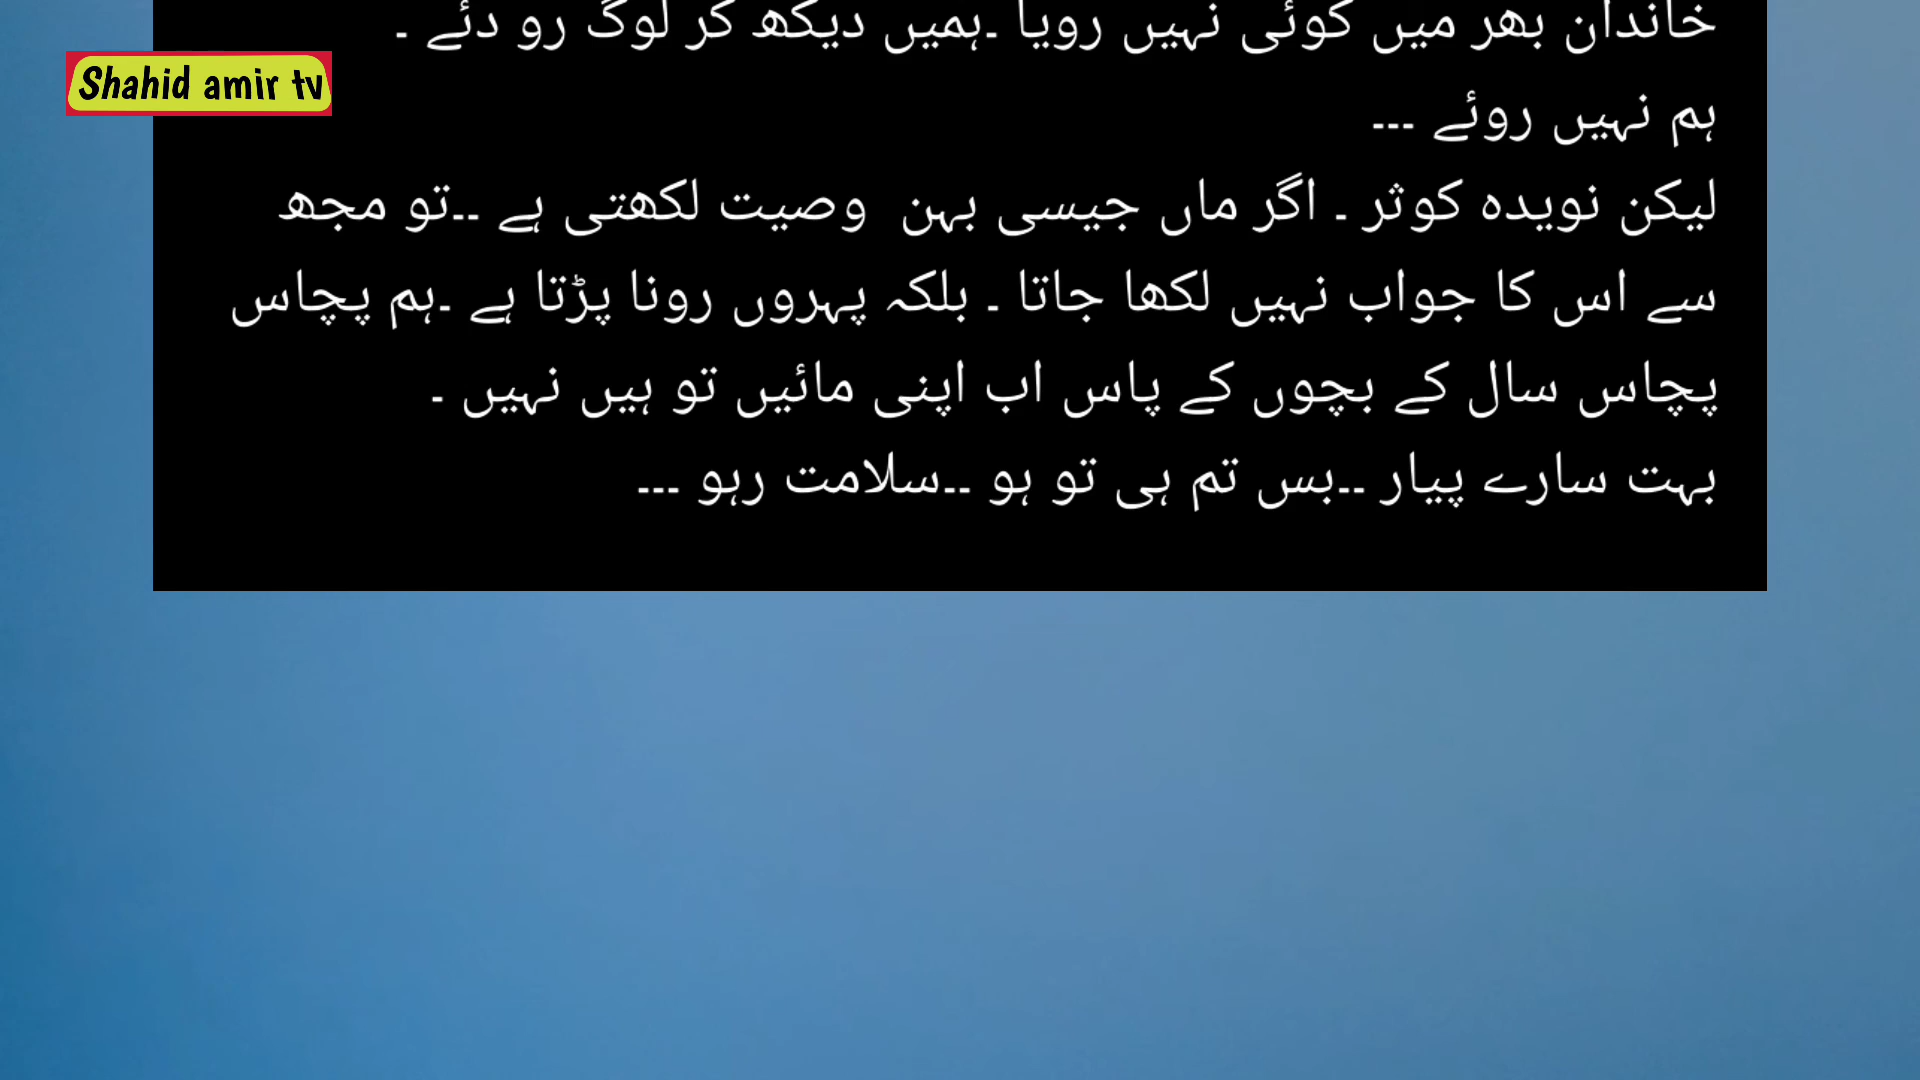 خاندان بھر میں کوئی نہیں رویا ۔ہمیں دیکھ کر لوگ رو دئے ۔
Shahid amir tv
ہم نہیں روئے ۔۔۔
لیکن نویدہ کوثر ۔ اگر ماں جیسی بہن وصیت لکھتی ہے ۔۔تو مجھ
سے اس کا جواب نہیں لکھا جاتا ۔ بلکہ پہروں رونا پڑتا ہے ۔ہم پچاس
پچاس سال کے بچوں کے پاس اب اپنی مائیں تو ہیں نہیں ۔
بہت سارے پیار ۔۔بس تم ہی تو ہو ۔۔سلامت رہو ۔۔۔